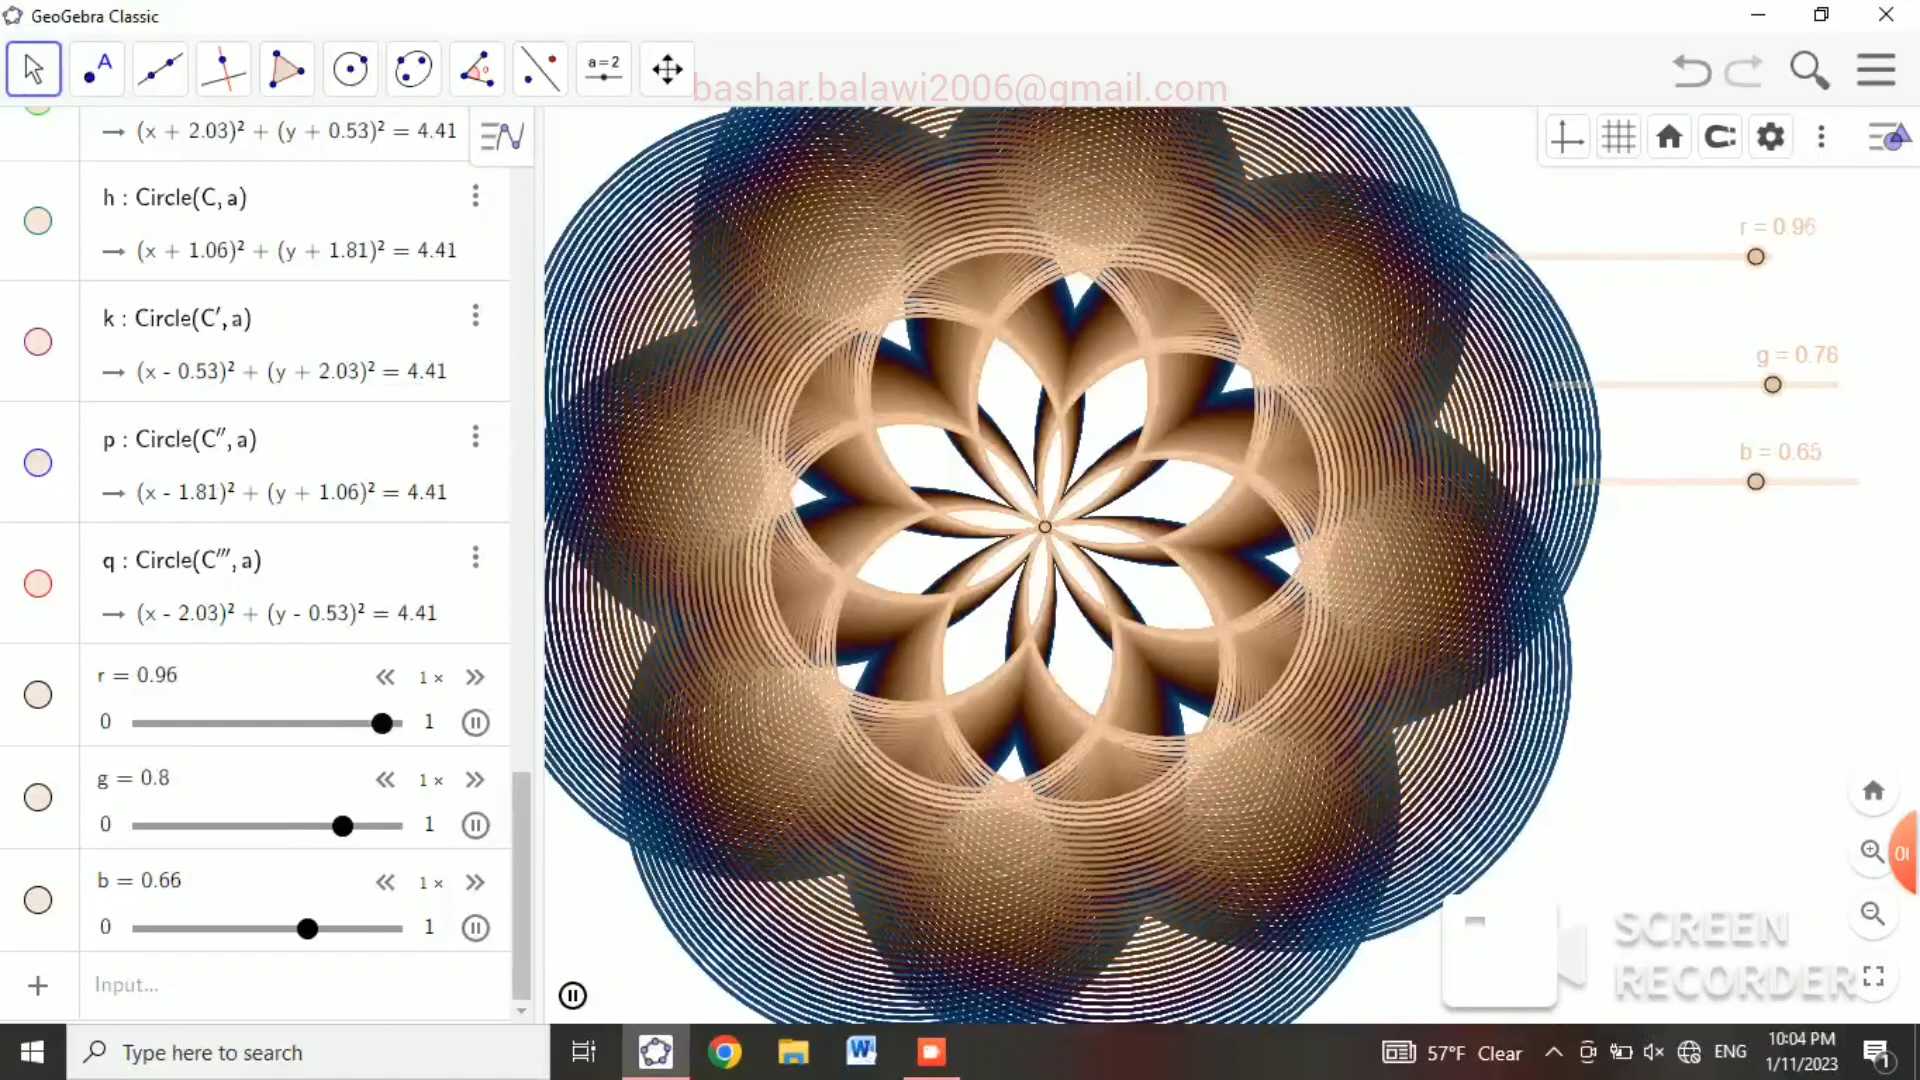 GeoGebra Classic
A
a = 2
bashar.balawi2006@gmail.com
→ (x + 2.03)² + (y + 0.53)² = 4.41
h : Circle(C, a)
→ (x + 1.06)² + (y + 1.81)² = 4.41
k : Circle(C′, a)
→ (x - 0.53)² + (y + 2.03)² = 4.41
p : Circle(C″, a)
→ (x - 1.81)² + (y + 1.06)² = 4.41
q : Circle(C‴, a)
→ (x - 2.03)² + (y - 0.53)² = 4.41
r = 0.96
1 ×
0
1
g = 0.8
1 ×
0
1
b = 0.66
1 ×
0
1
Input...
r = 0.96
g = 0.76
b = 0.65
SCREEN
RECORDER
Type here to search
57°F Clear
ENG
10:04 PM
1/11/2023
1